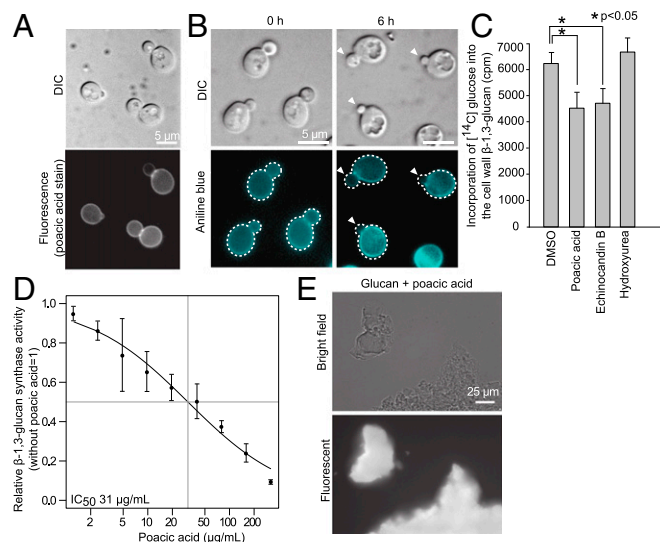 A
DIC
5 µm
Fluorescence
(poacic acid stain)
B
0 h
6 h
DIC
5 µm
Aniline blue
C
* p<0.05
*
*
Incorporation of [¹⁴C] glucose into
the cell wall β-1,3-glucan (cpm)
7000
6000
5000
4000
3000
2000
1000
0
DMSO
Poacic acid
Echinocandin B
Hydroxyurea
D
Relative β-1,3-glucan synthase activity
(without poacic acid=1)
1,0
0,8
0,6
0,4
0,2
0,0
IC50 31 µg/mL
2
5
10
20
50
100
200
Poacic acid (µg/mL)
E
Glucan + poacic acid
Bright field
25 µm
Fluorescent